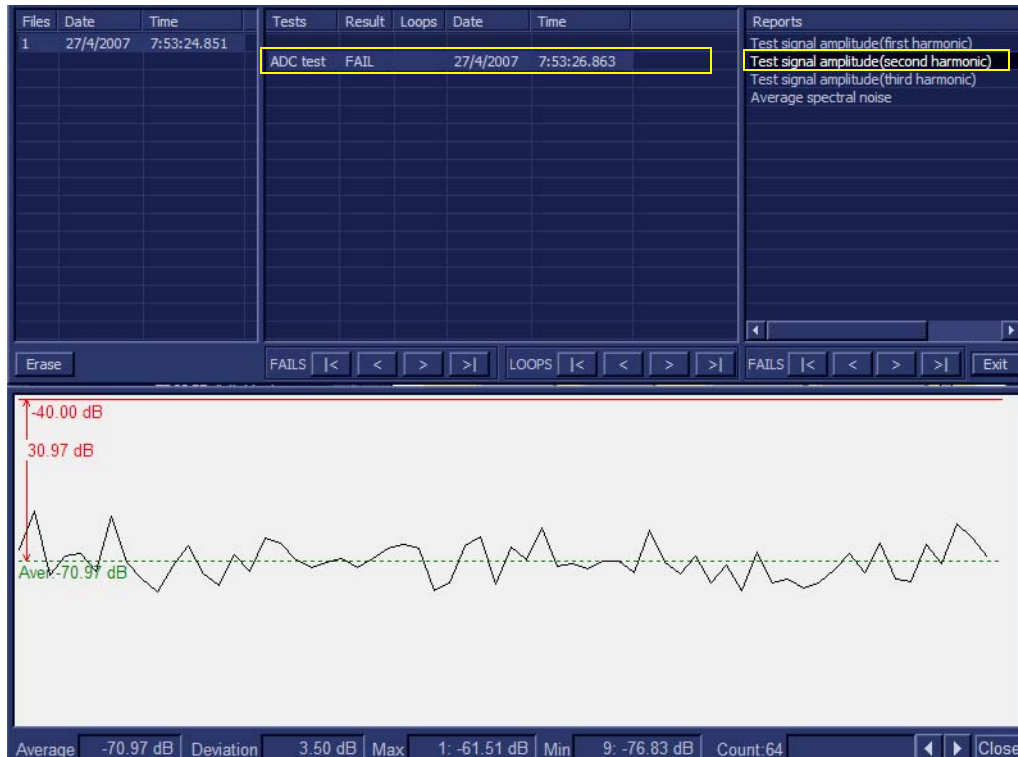 Files Date Time
1 27/4/2007 7:53:24.851
Tests Result Loops Date Time
ADC test FAIL 27/4/2007 7:53:26.863
Reports
Test signal amplitude(first harmonic)
Test signal amplitude(second harmonic)
Test signal amplitude(third harmonic)
Average spectral noise
Erase
FAILS |< < > >|
LOOPS |< < > >|
FAILS |< < > >|
Exit
-40.00 dB
30.97 dB
Aver.-70.97 dB
Average -70.97 dB Deviation 3.50 dB Max 1: -61.51 dB Min 9: -76.83 dB Count:64 Close